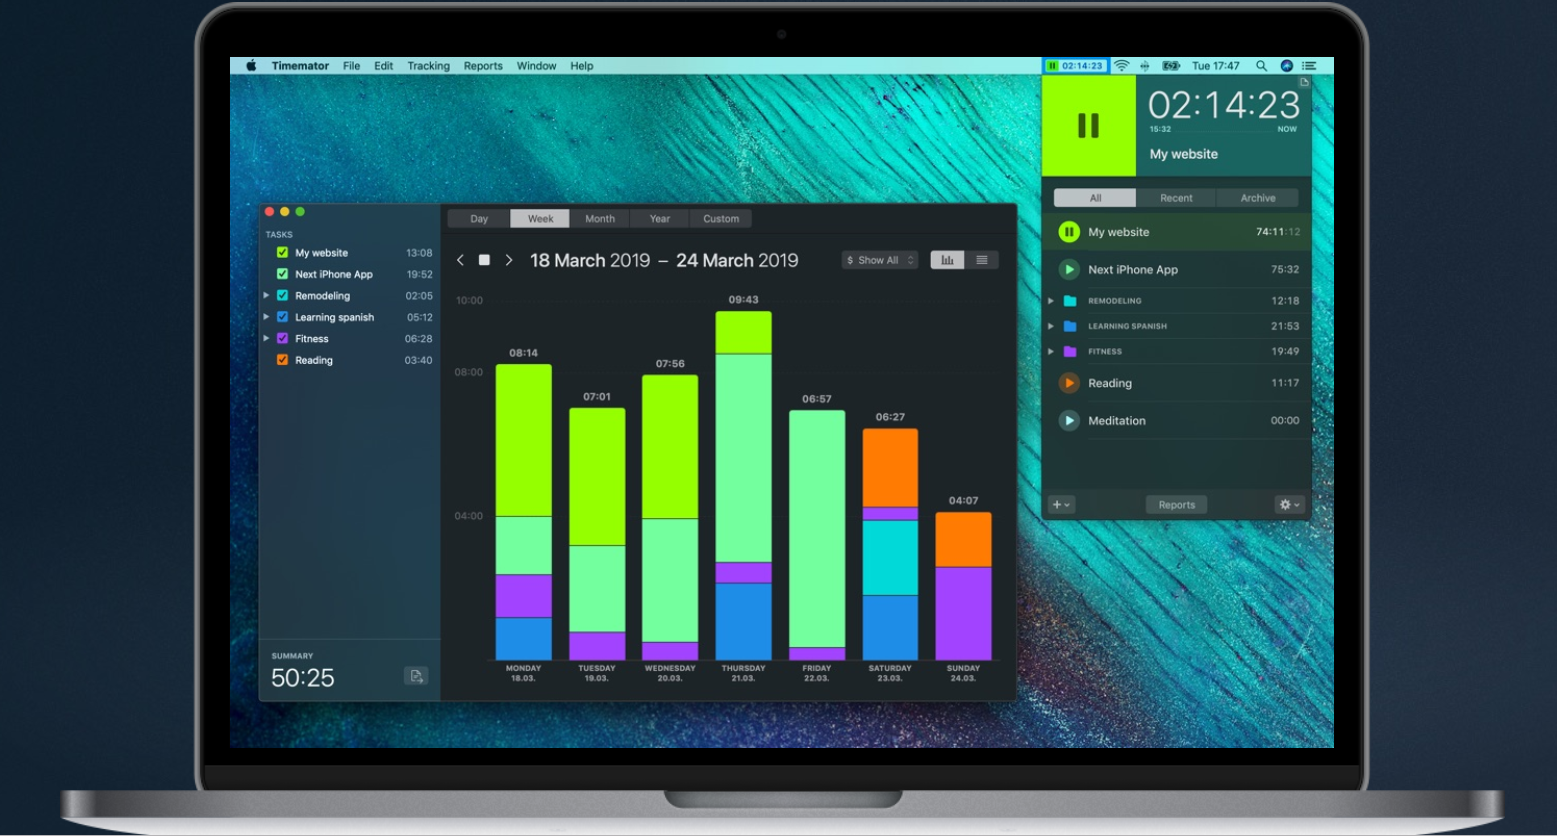 Timemator File Edit Tracking Reports Window Help
02:14:23 Tue 17:47
02:14:23
15:32 NOW
My website
All Recent Archive
My website 74:11:12
Next iPhone App 75:32
REMODELING 12:18
LEARNING SPANISH 21:53
FITNESS 19:49
Reading 11:17
Meditation 00:00
Reports
TASKS
My website 13:08
Next iPhone App 19:52
Remodeling 02:05
Learning spanish 05:12
Fitness 06:28
Reading 03:40
SUMMARY
50:25
Day Week Month Year Custom
18 March 2019 – 24 March 2019
$ Show All
10:00
08:00
04:00
08:14
07:01
07:56
09:43
06:57
06:27
04:07
MONDAY
18.03.
TUESDAY
19.03.
WEDNESDAY
20.03.
THURSDAY
21.03.
FRIDAY
22.03.
SATURDAY
23.03.
SUNDAY
24.03.